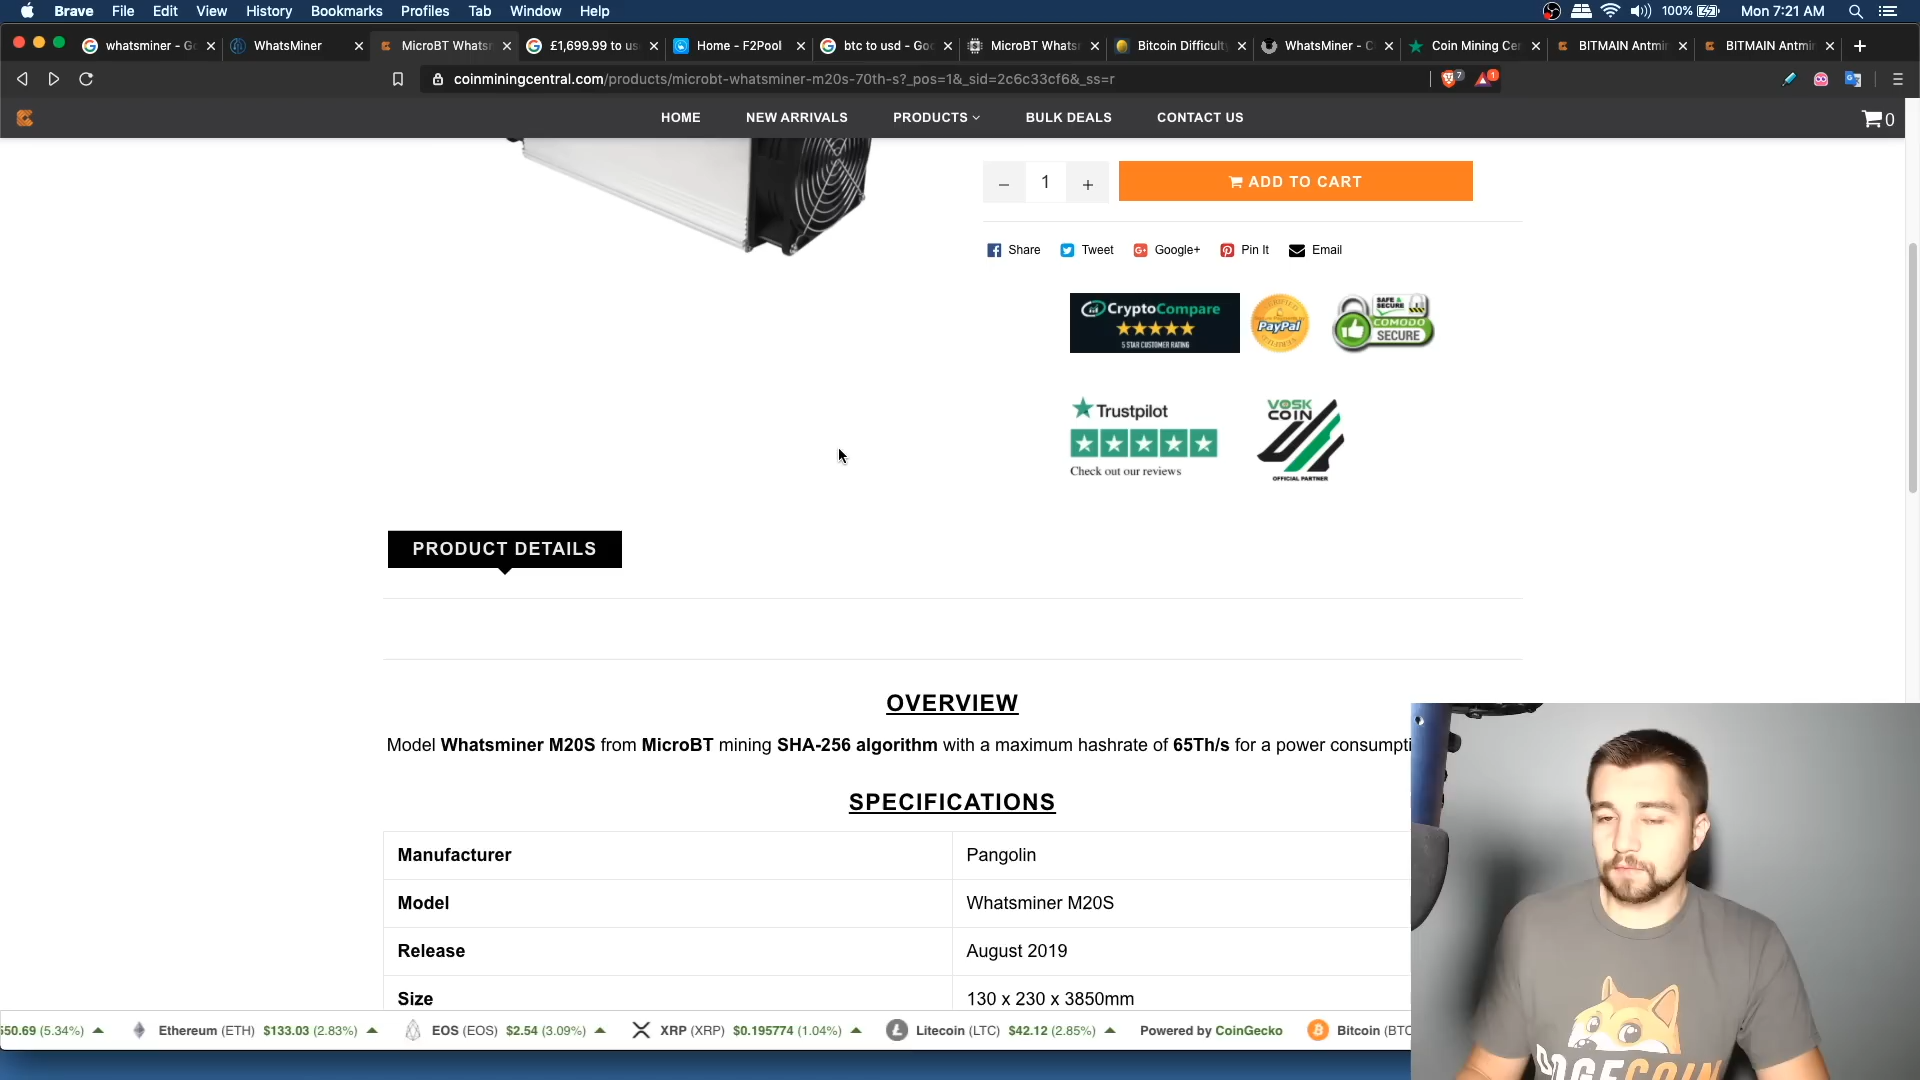 Brave File Edit View History Bookmarks Profiles Tab Window Help 100% Mon 7:21 AM
whatsminer - Go WhatsMiner MicroBT Whats £1,699.99 to us Home - F2Pool btc to usd - Goo MicroBT Whats Bitcoin Difficult WhatsMiner - C Coin Mining Ce BITMAIN Antmi BITMAIN Antmi
coinminingcentral.com/products/microbt-whatsminer-m20s-70th-s?_pos=1&_sid=2c6c33cf6&_ss=r 7 1
HOME NEW ARRIVALS PRODUCTS BULK DEALS CONTACT US 0
– 1 + ADD TO CART
Share Tweet Google+ Pin It Email
CryptoCompare
5 STAR CUSTOMER RATING
PayPal
SAFE & SECURE
COMODO
SECURE
Trustpilot
Check out our reviews
VOSK
COIN
OFFICIAL PARTNER
PRODUCT DETAILS
OVERVIEW
Model Whatsminer M20S from MicroBT mining SHA-256 algorithm with a maximum hashrate of 65Th/s for a power consumpti
SPECIFICATIONS
Manufacturer Pangolin
Model Whatsminer M20S
Release August 2019
Size 130 x 230 x 3850mm
550.69 (5.34%) Ethereum (ETH) $133.03 (2.83%) EOS (EOS) $2.54 (3.09%) XRP (XRP) $0.195774 (1.04%) Litecoin (LTC) $42.12 (2.85%) Powered by CoinGecko Bitcoin (BTC
DOGECOIN